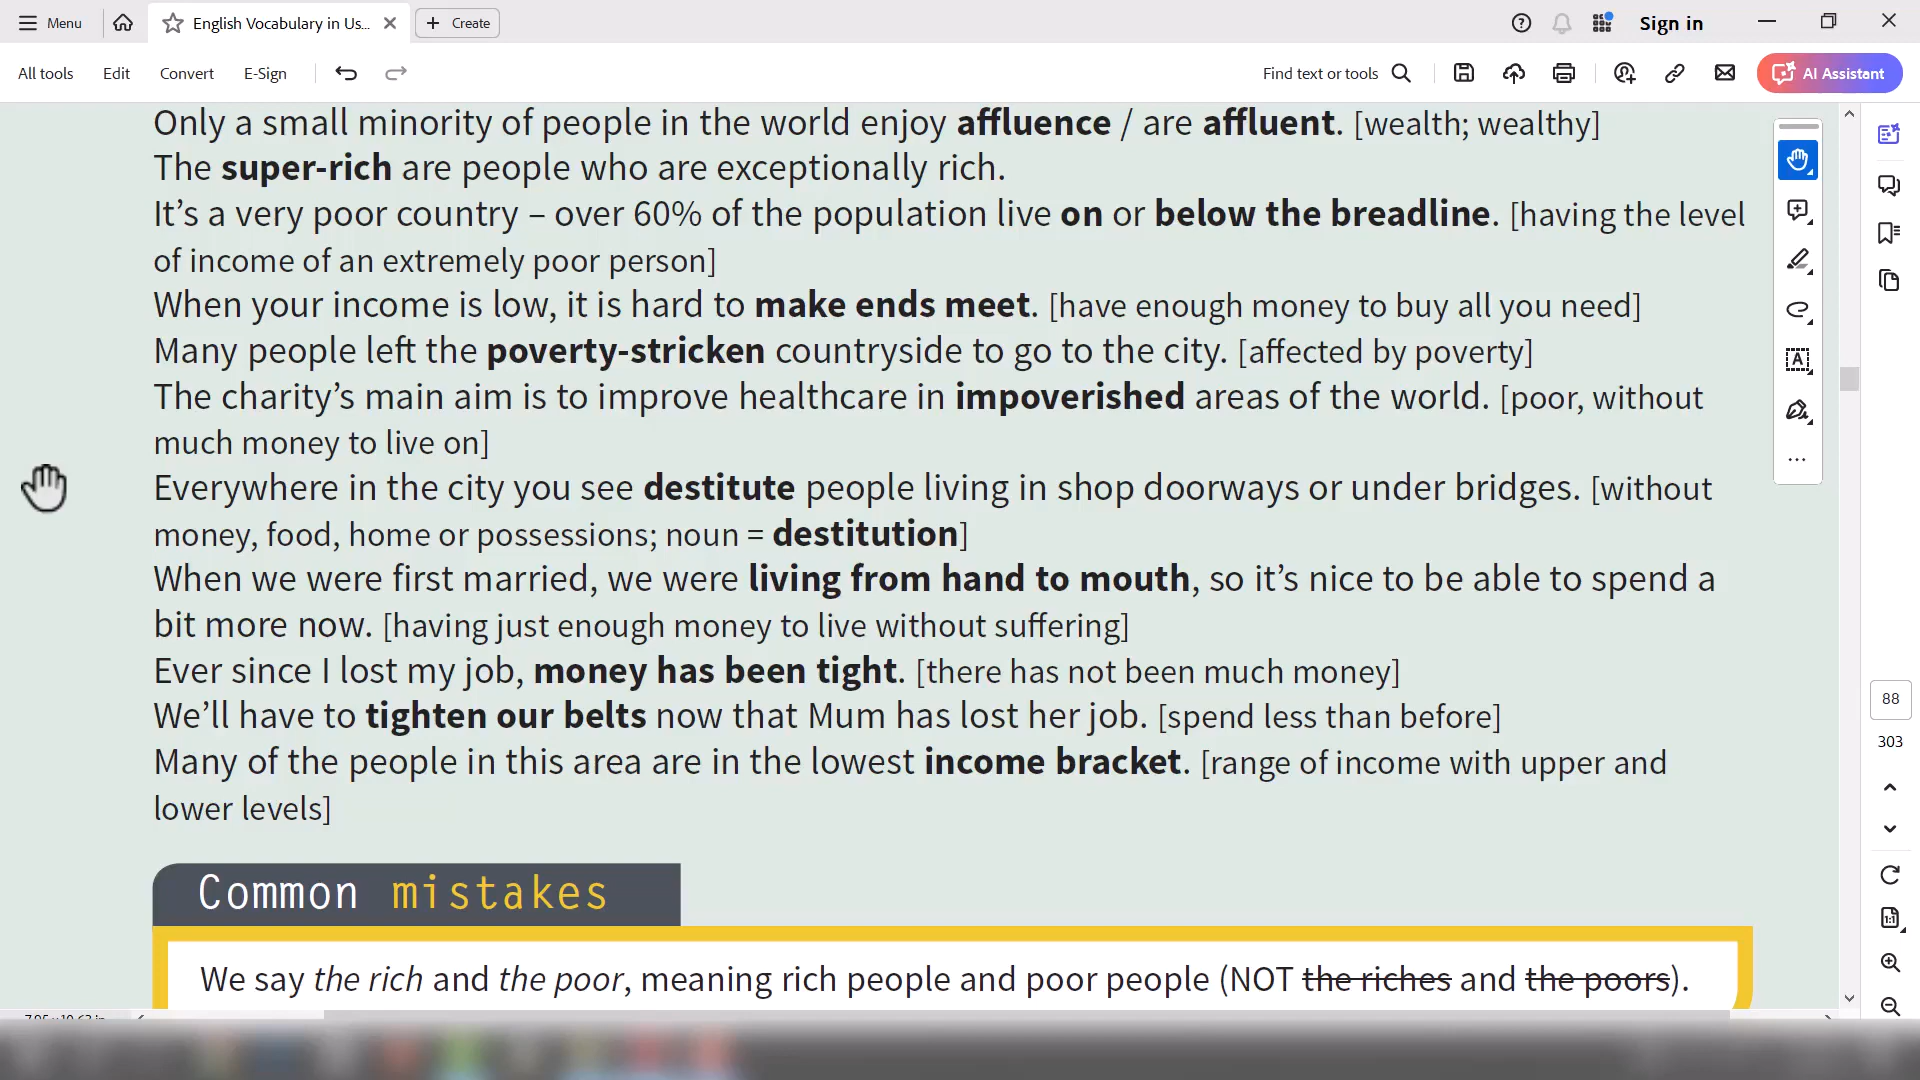 Menu
English Vocabulary in Us...
Create
Sign in
All tools
Edit
Convert
E-Sign
Find text or tools
AI Assistant
Only a small minority of people in the world enjoy affluence / are affluent. [wealth; wealthy]
The super-rich are people who are exceptionally rich.
It’s a very poor country – over 60% of the population live on or below the breadline. [having the level
of income of an extremely poor person]
When your income is low, it is hard to make ends meet. [have enough money to buy all you need]
Many people left the poverty-stricken countryside to go to the city. [affected by poverty]
The charity’s main aim is to improve healthcare in impoverished areas of the world. [poor, without
much money to live on]
Everywhere in the city you see destitute people living in shop doorways or under bridges. [without
money, food, home or possessions; noun = destitution]
When we were first married, we were living from hand to mouth, so it’s nice to be able to spend a
bit more now. [having just enough money to live without suffering]
Ever since I lost my job, money has been tight. [there has not been much money]
We’ll have to tighten our belts now that Mum has lost her job. [spend less than before]
Many of the people in this area are in the lowest income bracket. [range of income with upper and
lower levels]
Common mistakes
We say the rich and the poor, meaning rich people and poor people (NOT the riches and the poors).
88
303